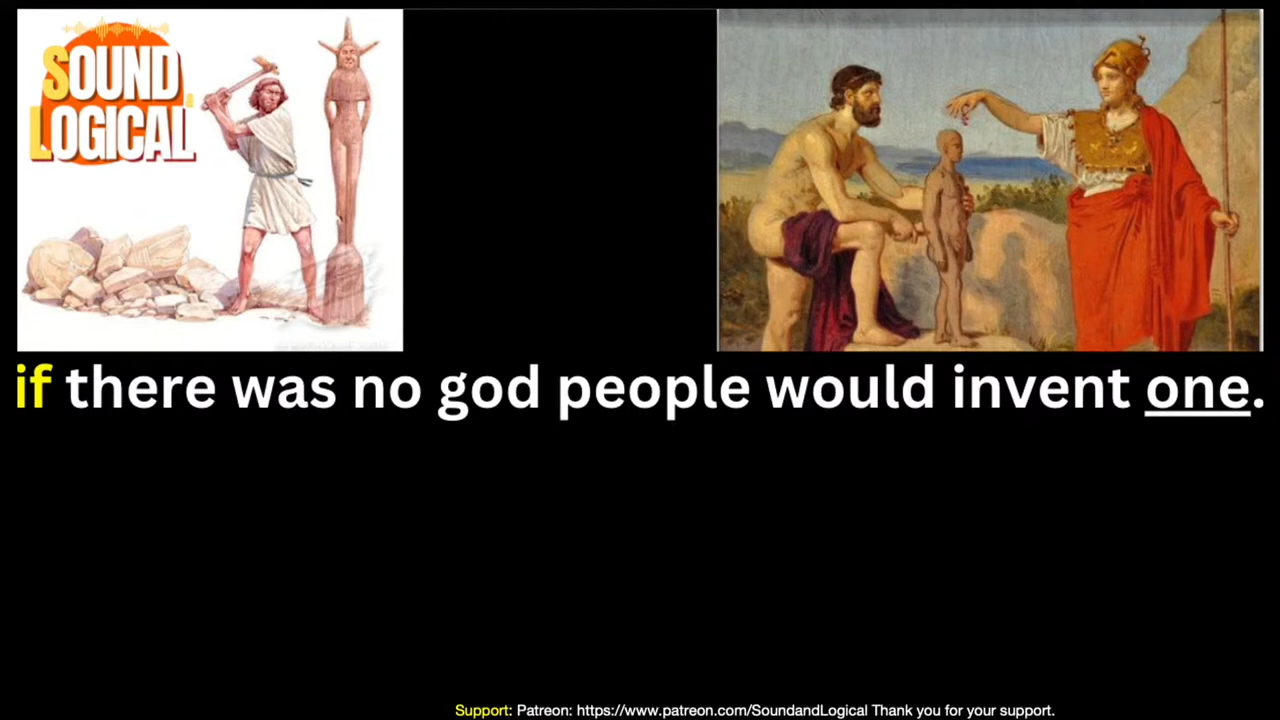 SOUND
LOGICAL
if there was no god people would invent one.
Support: Patreon: https://www.patreon.com/SoundandLogical Thank you for your support.